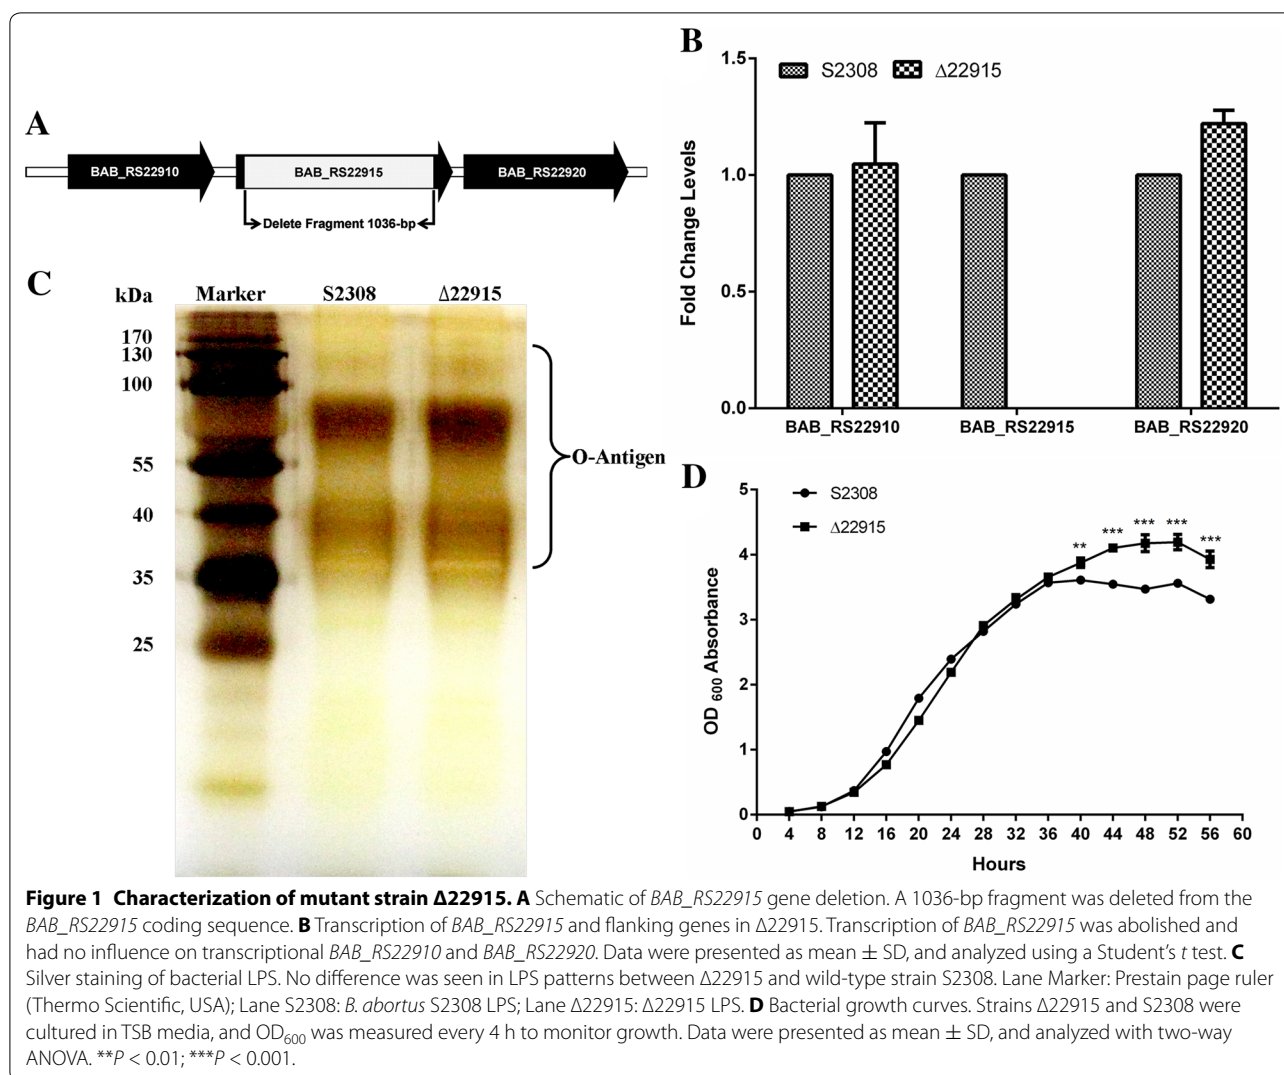 A
BAB_RS22910
BAB_RS22915
BAB_RS22920
Delete Fragment 1036-bp
B
S2308
Δ22915
Fold Change Levels
1.5
1.0
0.5
0.0
BAB_RS22910
BAB_RS22915
BAB_RS22920
C
kDa
Marker
S2308
Δ22915
170
130
100
55
40
35
25
O-Antigen
D
S2308
Δ22915
OD 600 Absorbance
5
4
3
2
1
0
**
***
***
***
***
0 4 8 12 16 20 24 28 32 36 40 44 48 52 56 60
Hours
Figure 1 Characterization of mutant strain Δ22915. A Schematic of BAB_RS22915 gene deletion. A 1036-bp fragment was deleted from the
BAB_RS22915 coding sequence. B Transcription of BAB_RS22915 and flanking genes in Δ22915. Transcription of BAB_RS22915 was abolished and
had no influence on transcriptional BAB_RS22910 and BAB_RS22920. Data were presented as mean ± SD, and analyzed using a Student's t test. C
Silver staining of bacterial LPS. No difference was seen in LPS patterns between Δ22915 and wild-type strain S2308. Lane Marker: Prestain page ruler
(Thermo Scientific, USA); Lane S2308: B. abortus S2308 LPS; Lane Δ22915: Δ22915 LPS. D Bacterial growth curves. Strains Δ22915 and S2308 were
cultured in TSB media, and OD600 was measured every 4 h to monitor growth. Data were presented as mean ± SD, and analyzed with two-way
ANOVA. **P < 0.01; ***P < 0.001.